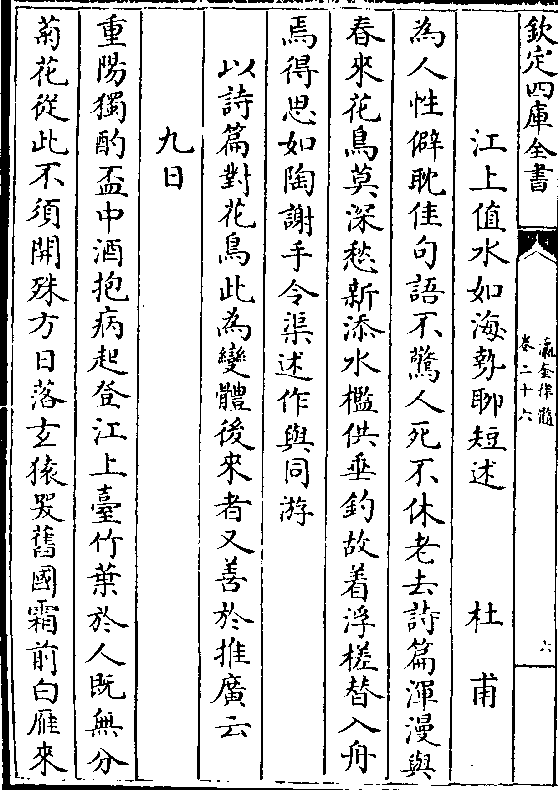 欽定四庫全書
瀛奎律髓
卷二十六
六
江上值水如海勢聊短述 杜甫
為人性僻耽佳句語不驚人死不休老去詩篇渾漫與
春來花鳥莫深愁新添水檻供垂釣故着浮槎替入舟
焉得思如陶謝手令渠述作與同游
以詩篇對花鳥此為變體後來者又善於推廣云
九日
重陽獨酌盃中酒抱病起登江上臺竹葉於人既無分
菊花從此不須開殊方日落玄猿哭舊國霜前白雁來